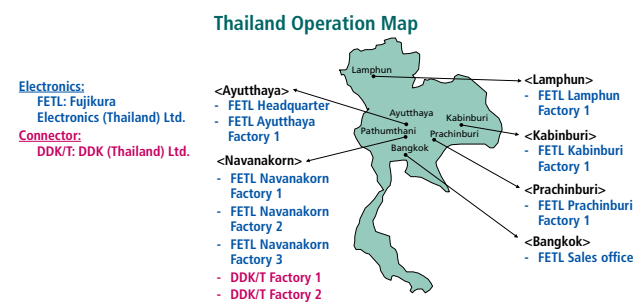 Thailand Operation Map
Electronics:
FETL: Fujikura
Electronics (Thailand) Ltd.
Connector:
DDK/T: DDK (Thailand) Ltd.
<Ayutthaya>
- FETL Headquarter
- FETL Ayutthaya
Factory 1
<Navanakorn>
- FETL Navanakorn
Factory 1
- FETL Navanakorn
Factory 2
- FETL Navanakorn
Factory 3
- DDK/T Factory 1
- DDK/T Factory 2
Lamphun
Ayutthaya
Kabinburi
Pathumthani
Prachinburi
Bangkok
<Lamphun>
- FETL Lamphun
Factory 1
<Kabinburi>
- FETL Kabinburi
Factory 1
<Prachinburi>
- FETL Prachinburi
Factory 1
<Bangkok>
- FETL Sales office